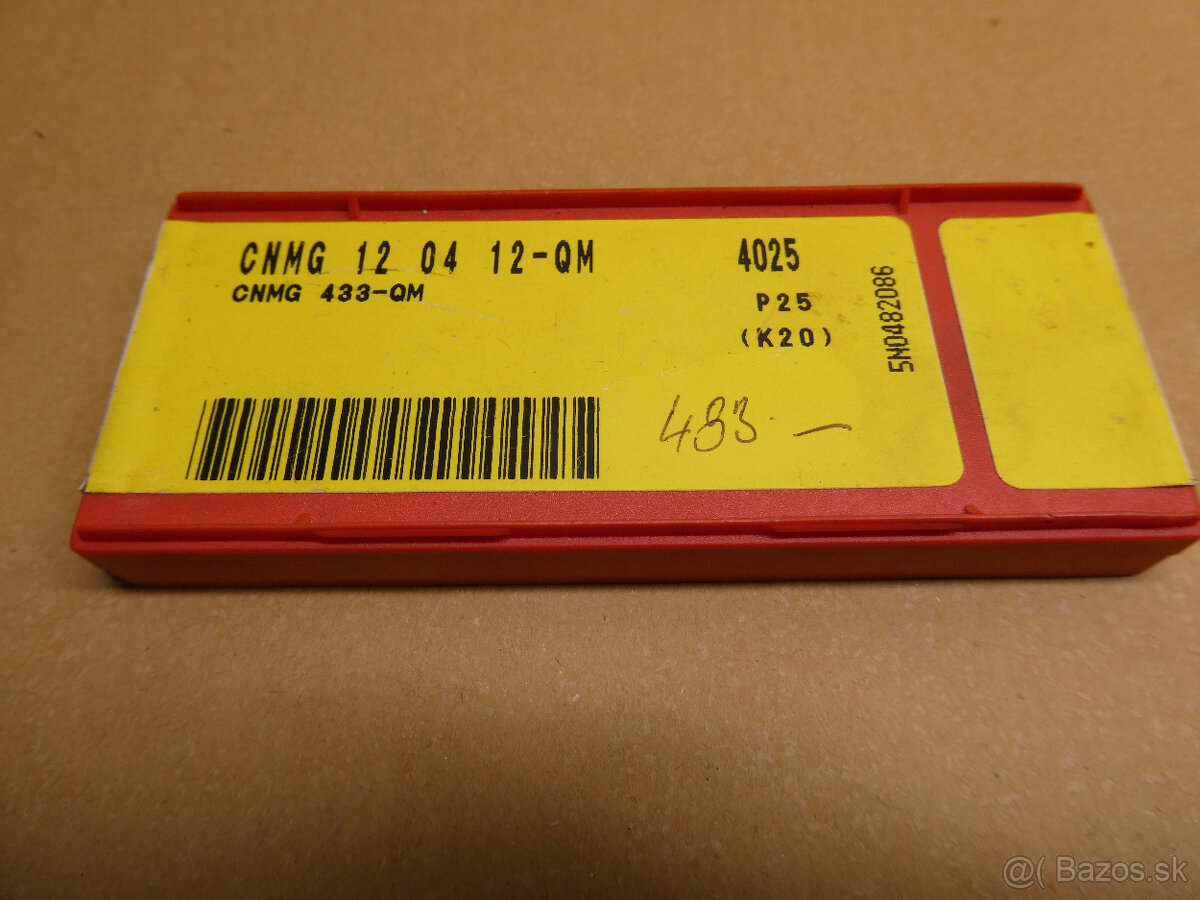 CNMG 12 04 12-QM 4025
CNMG 433-QM P25
(K20)
5N0482086
483.—
@( Bazos.sk